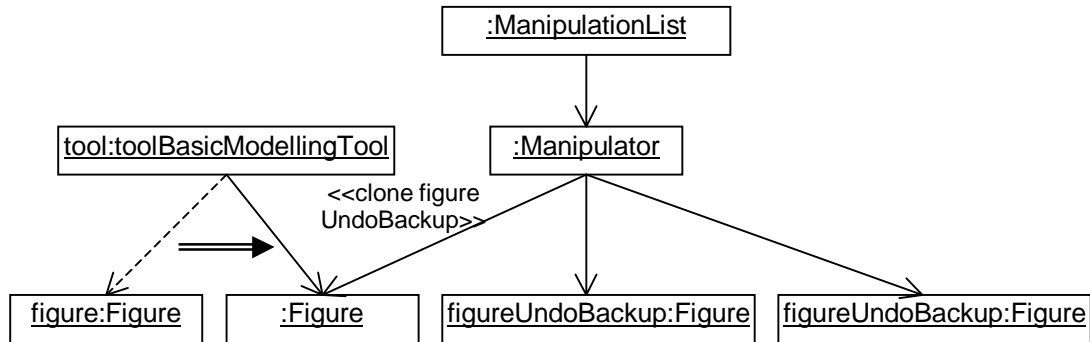 :ManipulationList
tool:toolBasicModellingTool
:Manipulator
<<clone figure
UndoBackup>>
figure:Figure
:Figure
figureUndoBackup:Figure
figureUndoBackup:Figure